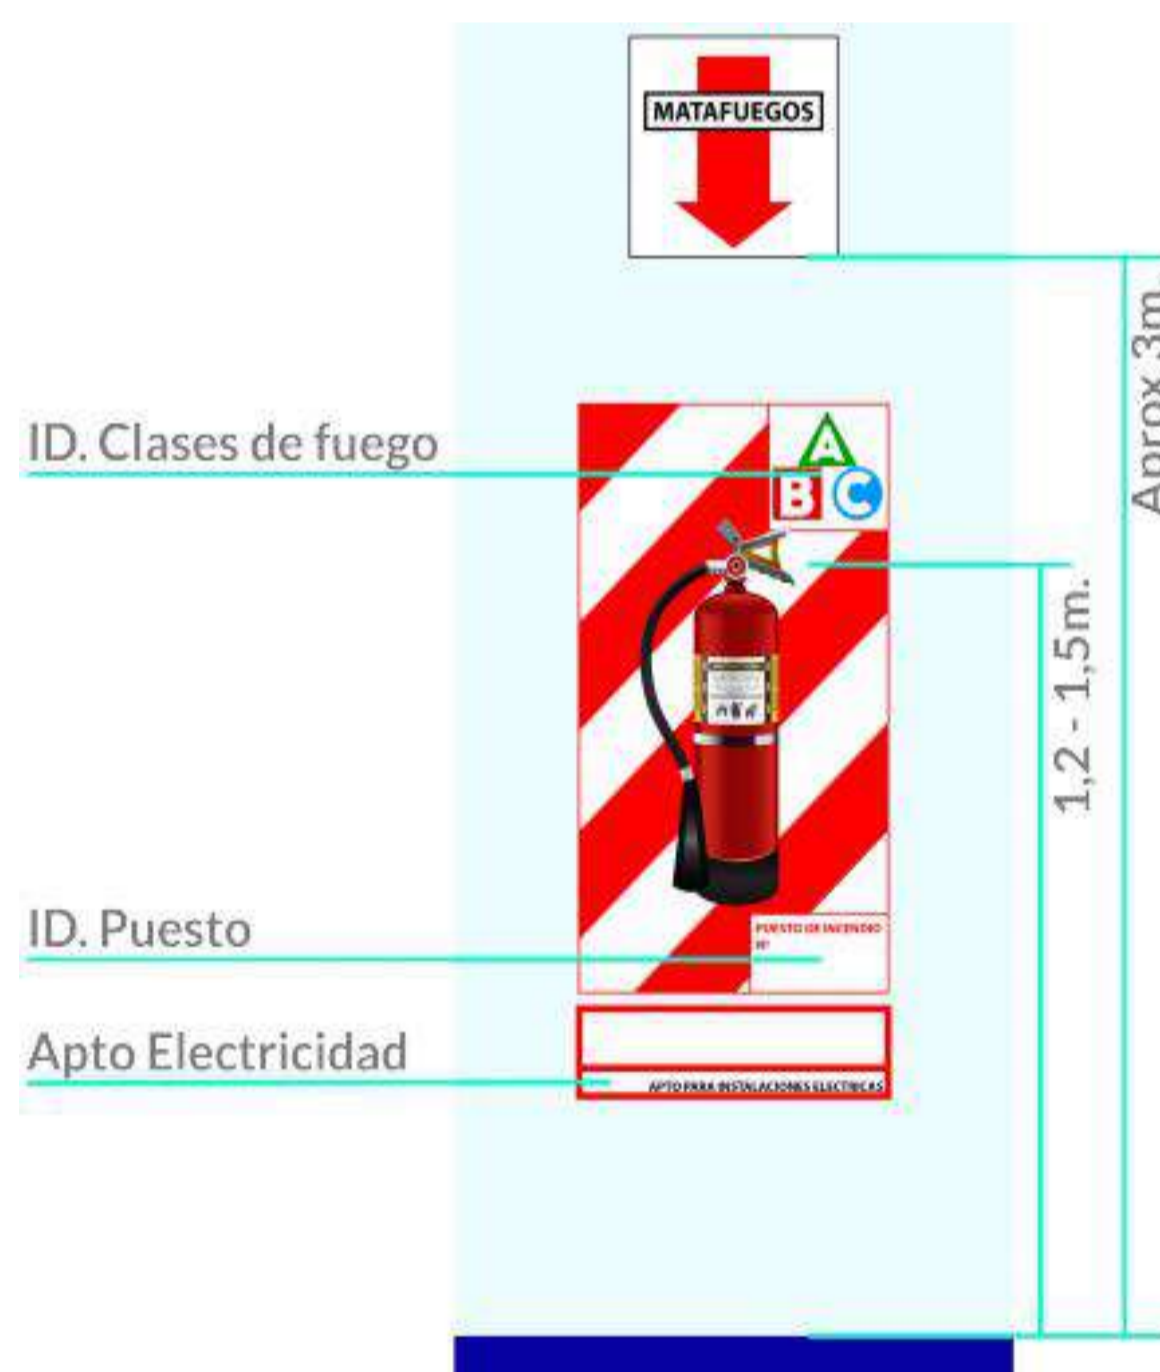 MATAFUEGOS
Aprox 3m.
ID. Clases de fuego
A
B C
1,2 - 1,5m.
ID. Puesto
PUESTO DE INCENDIO
Nº
Apto Electricidad
APTO PARA INSTALACIONES ELECTRICAS